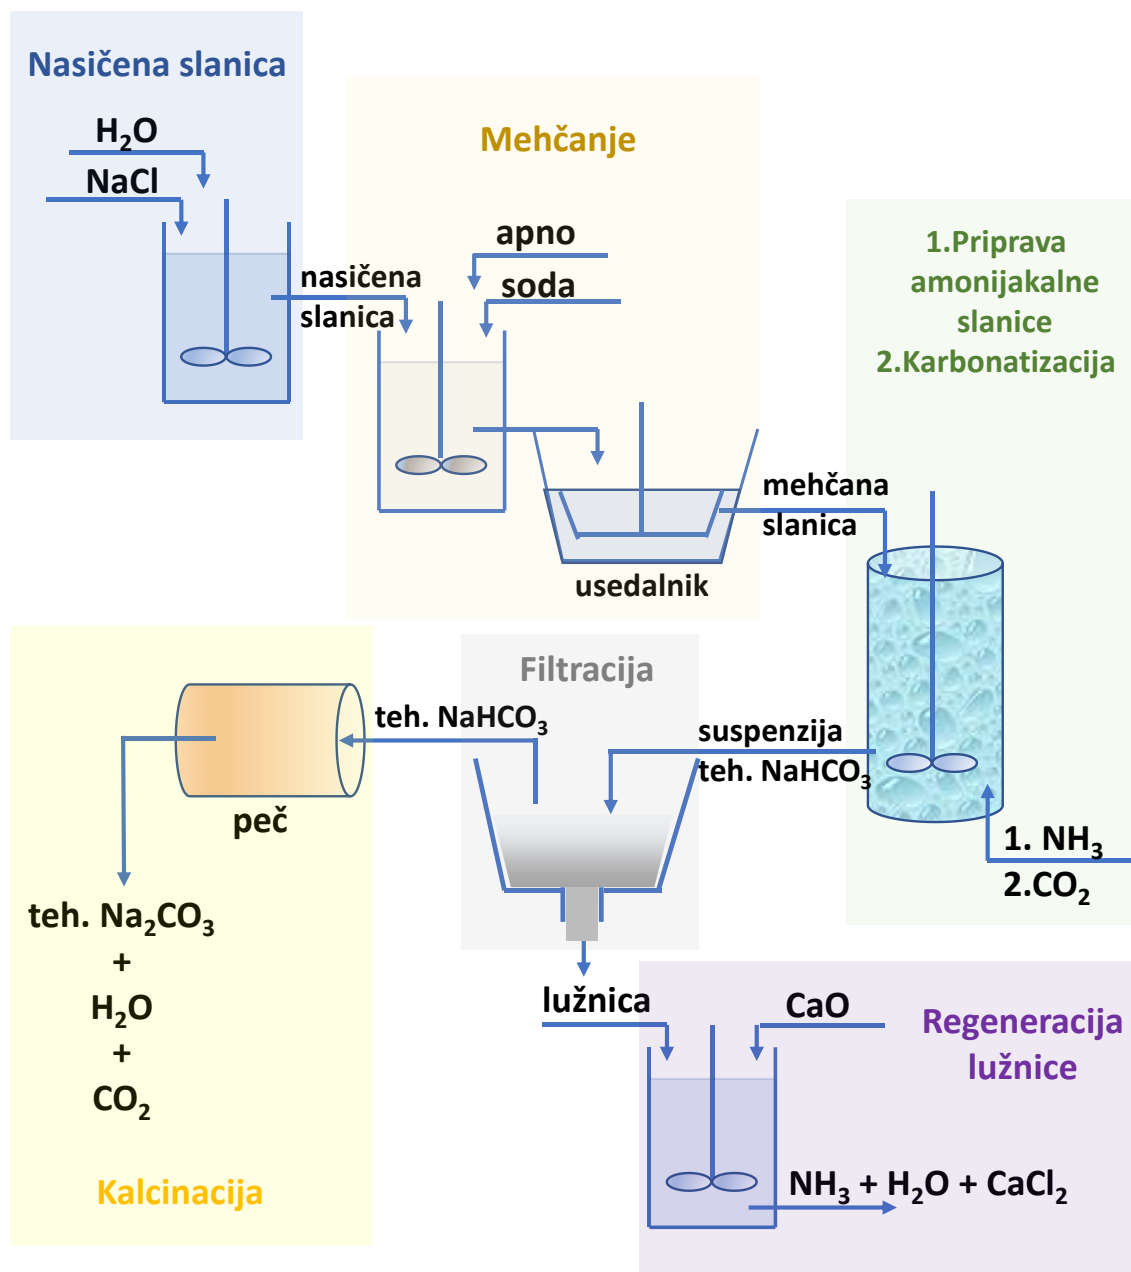 Nasičena slanica
H₂O
NaCl
nasičena
slanica
Mehčanje
apno
soda
usedalnik
mehčana
slanica
1.Priprava
amonijakalne
slanice
2.Karbonatizacija
1. NH₃
2.CO₂
suspenzija
teh. NaHCO₃
Filtracija
teh. NaHCO₃
peč
teh. Na₂CO₃
+
H₂O
+
CO₂
Kalcinacija
lužnica
CaO
Regeneracija
lužnice
NH₃ + H₂O + CaCl₂